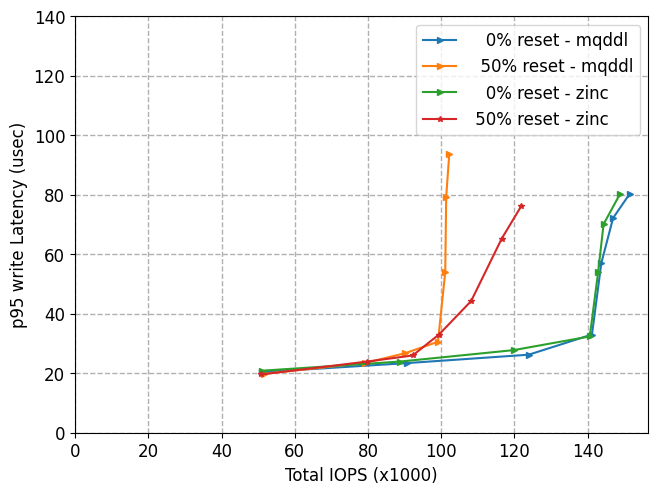 140
120
100
80
60
40
20
0
p95 write Latency (usec)
0% reset - mqddl
50% reset - mqddl
0% reset - zinc
50% reset - zinc
0 20 40 60 80 100 120 140
Total IOPS (x1000)